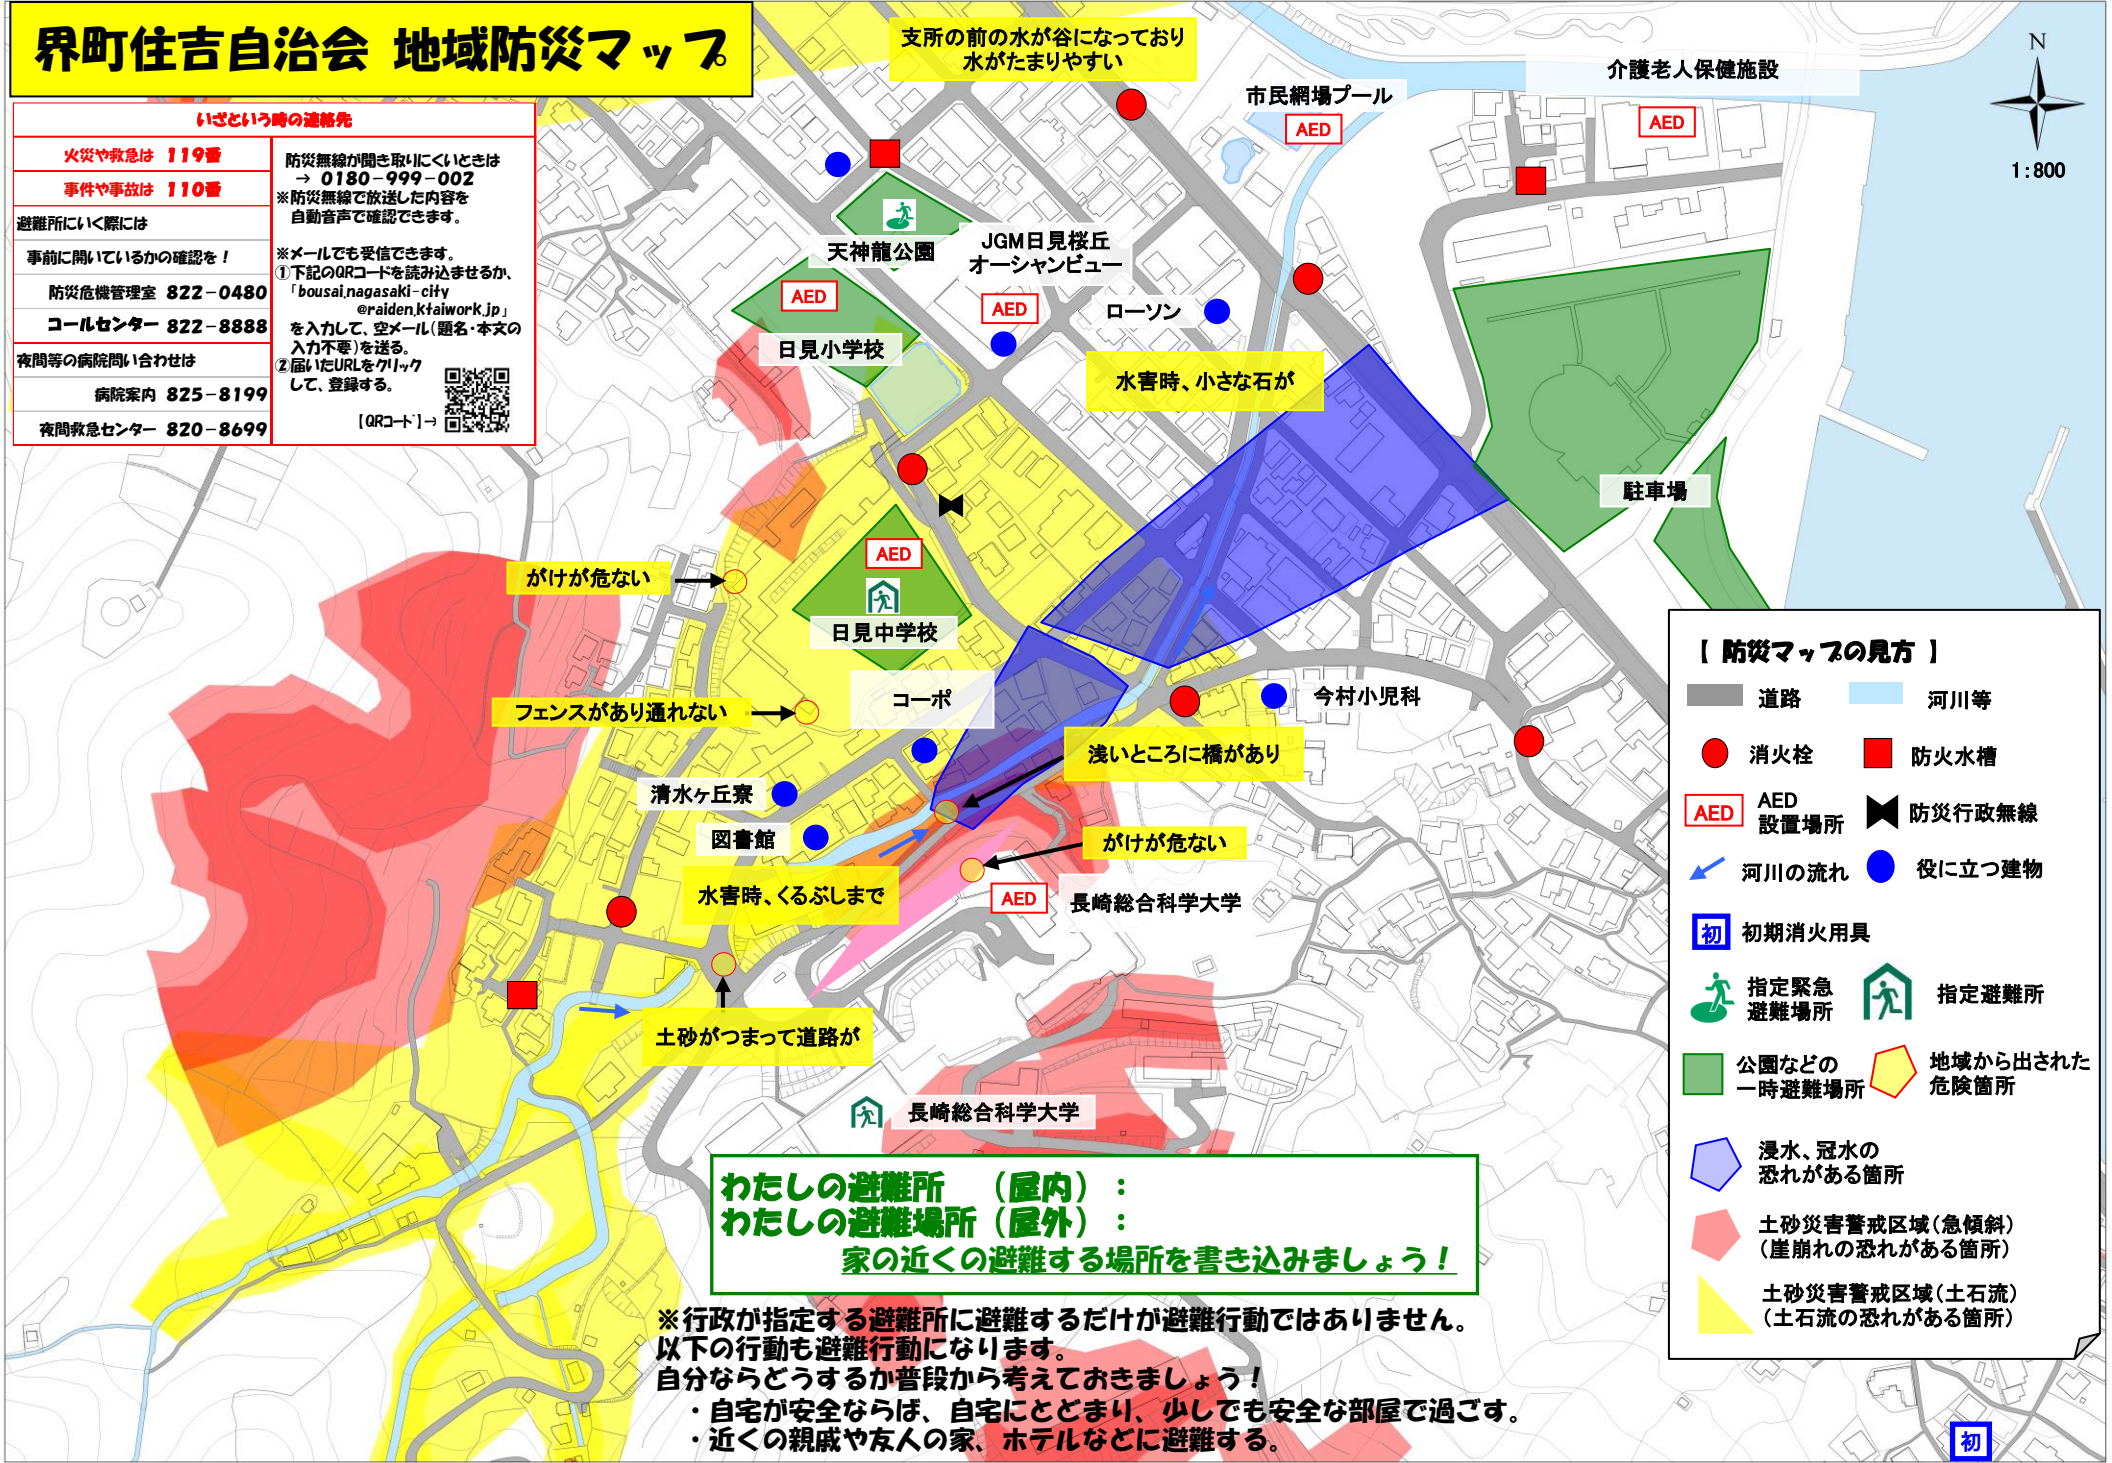 界町住吉自治会 地域防災マップ。
いざという時の連絡先
火災や救急は 119番
事件や事故は 110番
避難所にいく際には
事前に開いているかの確認を！
防災危機管理室 822-0480
コールセンター 822-8888
夜間等の病院問い合わせは
病院案内 825-8199
夜間救急センター 820-8699
防災無線が聞き取りにくいときは
→ 0180-999-002
※防災無線で放送した内容を
自動音声で確認できます。
※メールでも受信できます。
①下記のQRコードを読み込ませるか、
「bousai.nagasaki-city
@raiden.ktaiwork.jp」
を入力して、空メール(題名・本文の
入力不要)を送る。
②届いたURLをクリック
して、登録する。
【QRコード】→
支所の前の水が谷になっており
水がたまりやすい
市民網場プール
AED
介護老人保健施設
AED
N
1：800
天神龍公園
JGM日見桜丘
オーシャンビュー
AED
AED
日見小学校
ローソン
水害時、小さな石が
駐車場
AED
日見中学校
がけが危ない
フェンスがあり通れない
コーポ
今村小児科
浅いところに橋があり
清水ヶ丘寮
図書館
がけが危ない
水害時、くるぶしまで
AED
長崎総合科学大学
土砂がつまって道路が
長崎総合科学大学
【 防災マップの見方 】
道路
河川等
消火栓
防火水槽
AED
AED
設置場所
防災行政無線
河川の流れ
役に立つ建物
初
初期消火用具
指定緊急
避難場所
指定避難所
公園などの
一時避難場所
地域から出された
危険箇所
浸水、冠水の
恐れがある箇所
土砂災害警戒区域(急傾斜)
(崖崩れの恐れがある箇所)
土砂災害警戒区域(土石流)
(土石流の恐れがある箇所)
わたしの避難所 （屋内）：
わたしの避難場所（屋外）：
家の近くの避難する場所を書き込みましょう！
※行政が指定する避難所に避難するだけが避難行動ではありません。
以下の行動も避難行動になります。
自分ならどうするか普段から考えておきましょう！
・自宅が安全ならば、自宅にとどまり、少しでも安全な部屋で過ごす。
・近くの親戚や友人の家、ホテルなどに避難する。
初